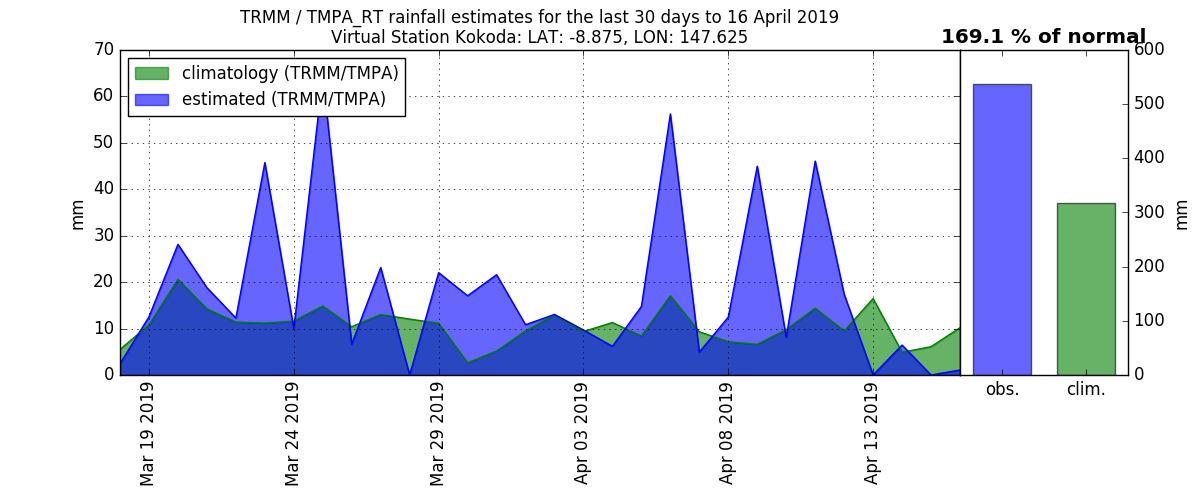 TRMM / TMPA_RT rainfall estimates for the last 30 days to 16 April 2019
Virtual Station Kokoda: LAT: -8.875, LON: 147.625
169.1 % of normal
climatology (TRMM/TMPA)
estimated (TRMM/TMPA)
70
60
50
40
30
20
10
0
mm
Mar 19 2019
Mar 24 2019
Mar 29 2019
Apr 03 2019
Apr 08 2019
Apr 13 2019
600
500
400
300
200
100
0
mm
obs.
clim.